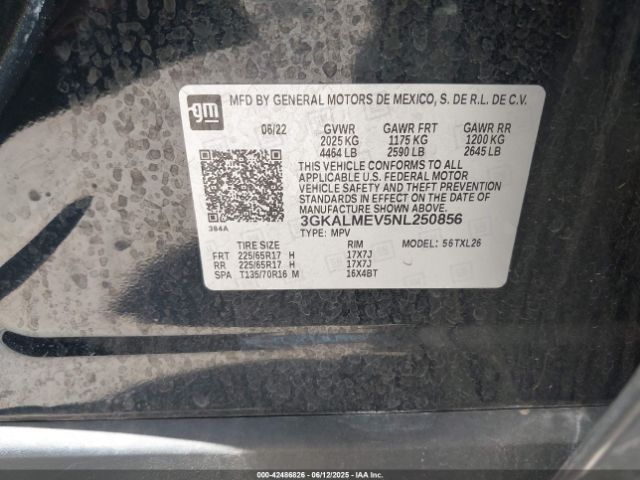 gm
MFD BY GENERAL MOTORS DE MEXICO, S. DE R.L. DE C.V.
06/22 GVWR GAWR FRT GAWR RR
2025 KG 1175 KG 1200 KG
4464 LB 2590 LB 2645 LB
THIS VEHICLE CONFORMS TO ALL
APPLICABLE U.S. FEDERAL MOTOR
VEHICLE SAFETY AND THEFT PREVENTION
STANDARDS IN EFFECT ON THE DATE OF
MANUFACTURE SHOWN ABOVE.
3GKALMEV5NL250856
384A
TYPE: MPV MODEL: 56TXL26
TIRE SIZE RIM
FRT 225/65R17 H 17X7J
RR 225/65R17 H 17X7J
SPA T135/70R16 M 16X4BT
000-42486826 - 06/12/2025 - IAAI.COM